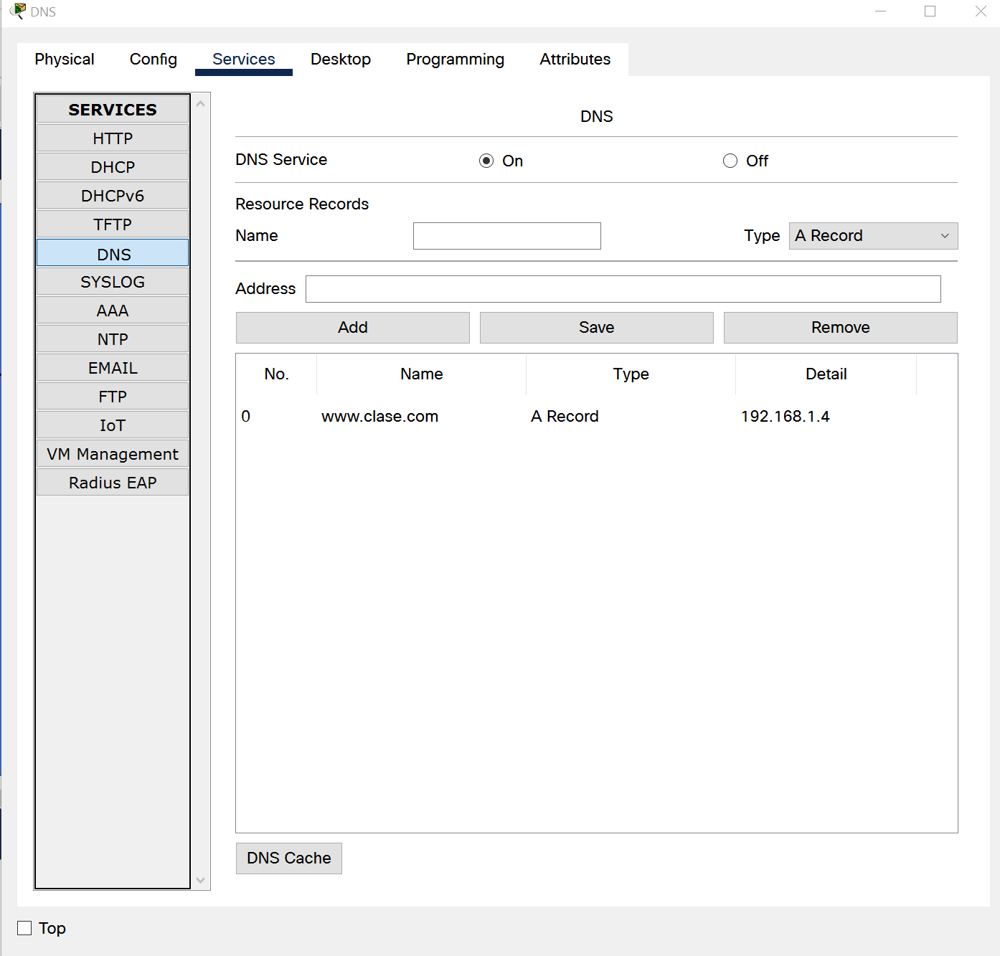 DNS
Physical Config Services Desktop Programming Attributes
SERVICES
HTTP
DHCP
DHCPv6
TFTP
DNS
SYSLOG
AAA
NTP
EMAIL
FTP
IoT
VM Management
Radius EAP
DNS
DNS Service On Off
Resource Records
Name Type A Record
Address
Add Save Remove
No. Name Type Detail
0 www.clase.com A Record 192.168.1.4
DNS Cache
Top